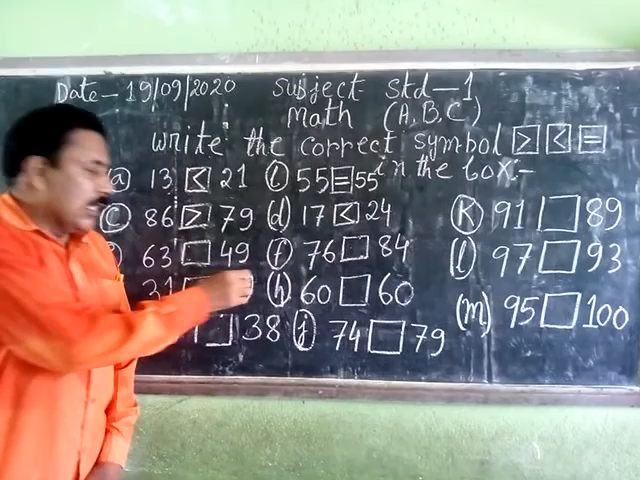 Date - 19/09/2020 Subject Std - 1
Math (A, B, C)
Write the correct symbol > < =
in the box:-
(a) 13 < 21 55 = 55
(c) 86 > 79 (d) 17 < 24 (k) 91 □ 89
63 □ 49 (f) 76 □ 84 (l) 97 □ 93
31 (h) 60 □ 60 (m) 95 □ 100
38 (j) 74 □ 79